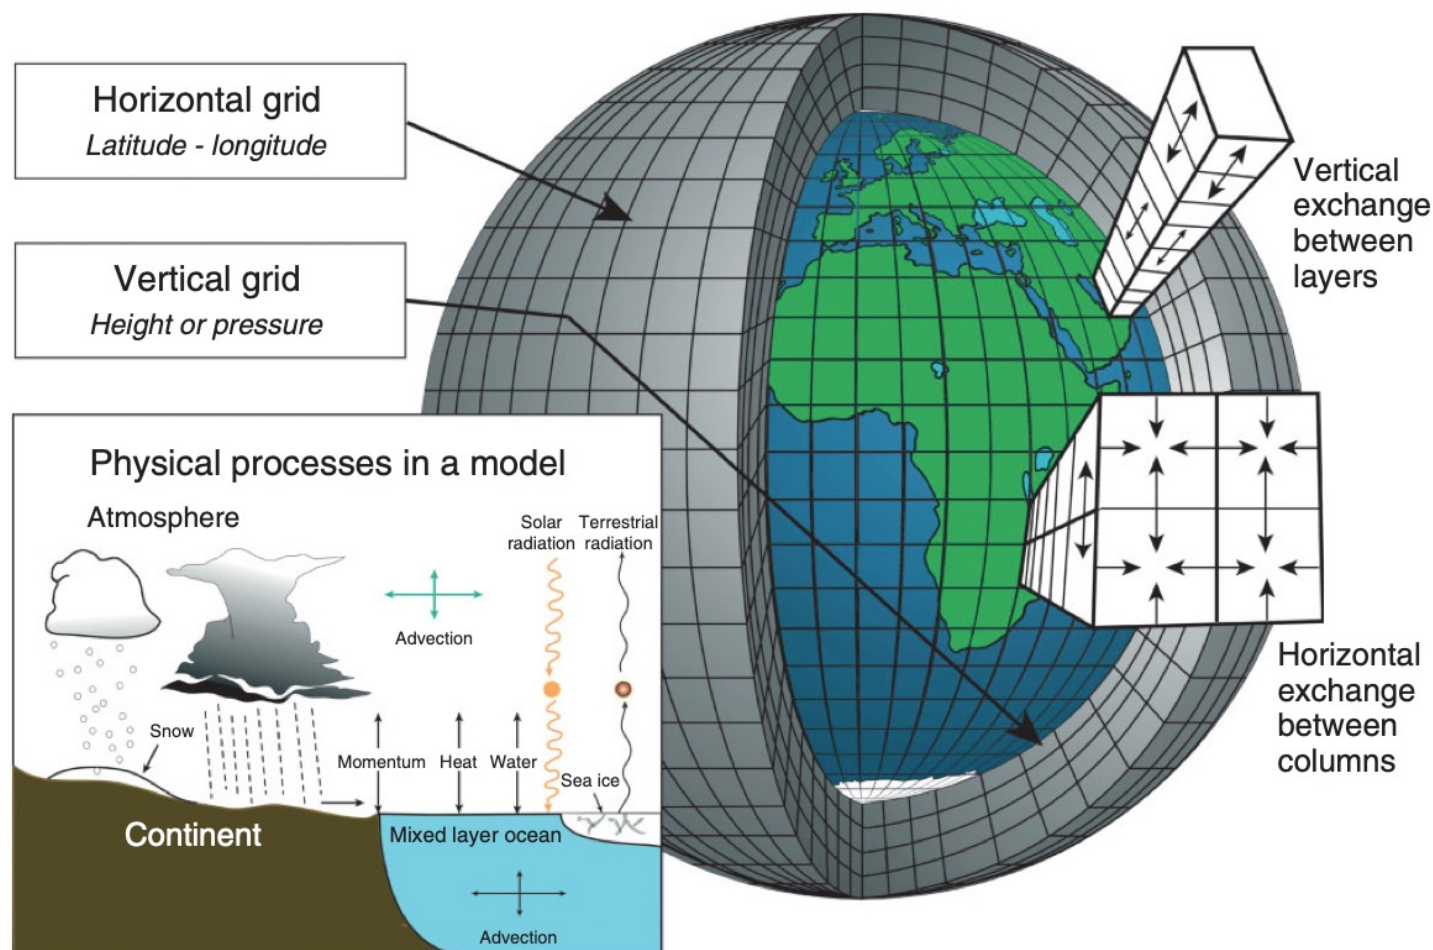 Horizontal grid
Latitude - longitude
Vertical grid
Height or pressure
Vertical
exchange
between
layers
Horizontal
exchange
between
columns
Physical processes in a model
Atmosphere
Solar
radiation
Terrestrial
radiation
Advection
Snow
Momentum
Heat
Water
Sea ice
Continent
Mixed layer ocean
Advection